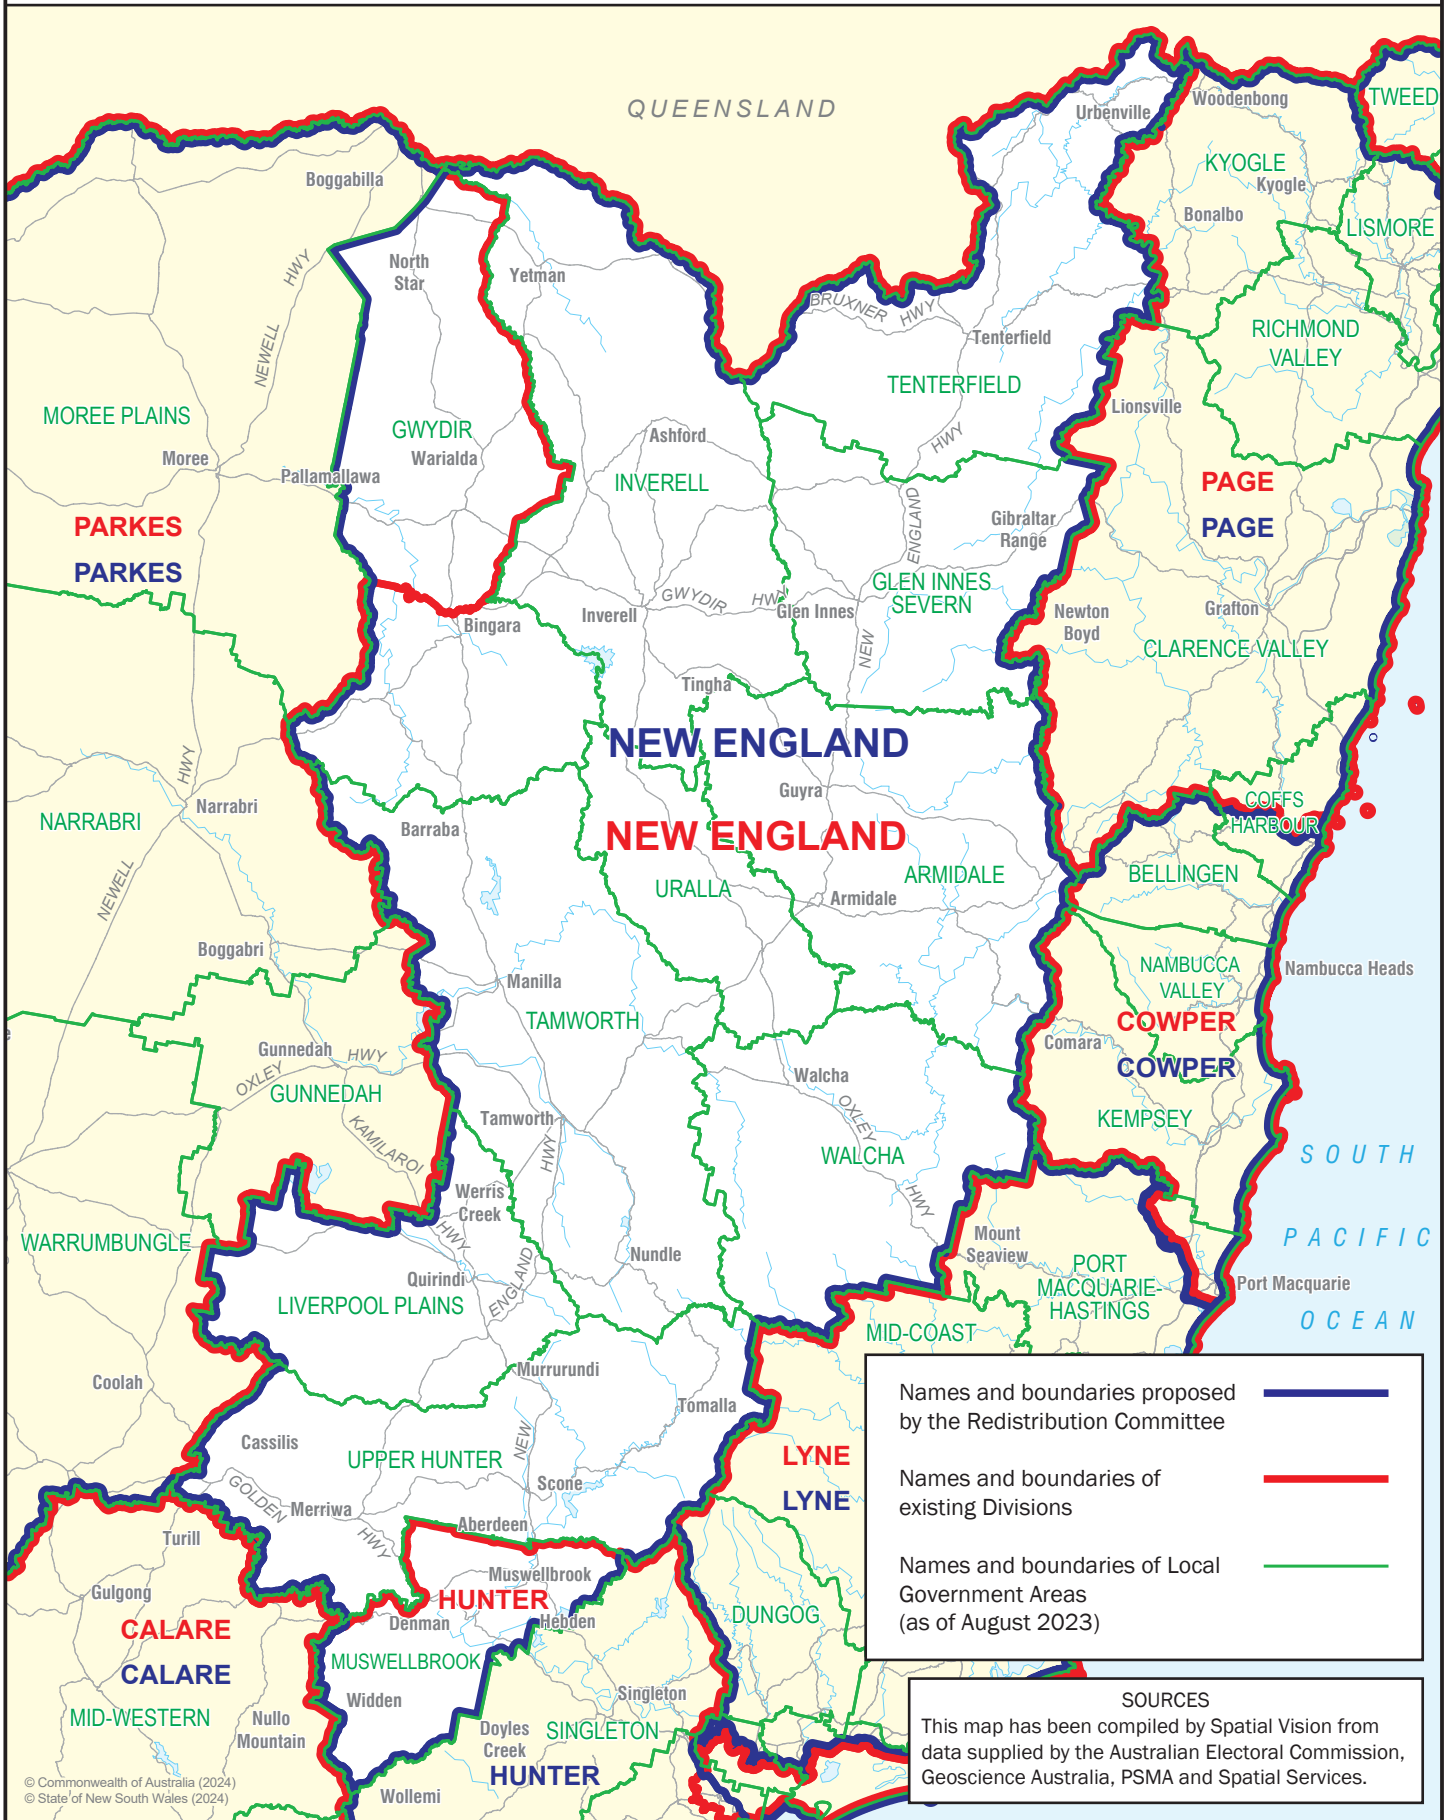 QUEENSLAND
Urbenville
Woodenbong
TWEED
KYOGLE
Kyogle
Boggabilla
Bonalbo
LISMORE
North
Star
Yetman
HWY
BRUXNER HWY
NEWELL
Tenterfield
RICHMOND
VALLEY
TENTERFIELD
Lionsville
MOREE PLAINS
GWYDIR
Warialda
Ashford
HWY
Moree
Pallamallawa
INVERELL
PAGE
PAGE
PARKES
PARKES
ENGLAND
Gibraltar
Range
GLEN INNES
SEVERN
GWYDIR HWY
Glen Innes
Inverell
Bingara
Newton
Boyd
Grafton
CLARENCE VALLEY
NEW
Tingha
NEW ENGLAND
HWY
Guyra
Narrabri
NARRABRI
Barraba
NEW ENGLAND
COFFS
HARBOUR
NEWELL
URALLA
ARMIDALE
Armidale
BELLINGEN
Boggabri
Manilla
NAMBUCCA
VALLEY
Nambucca Heads
TAMWORTH
COWPER
COWPER
Comara
Gunnedah
HWY
OXLEY
GUNNEDAH
Walcha
OXLEY
KAMILAROI
Tamworth
HWY
KEMPSEY
WALCHA
HWY
SOUTH
PACIFIC
OCEAN
Werris
Creek
HWY
WARRUMBUNGLE
Nundle
Mount
Seaview
PORT
MACQUARIE-
HASTINGS
Port Macquarie
Quirindi
ENGLAND
LIVERPOOL PLAINS
MID-COAST
Murrurundi
Coolah
Tomalla
Cassilis
UPPER HUNTER
NEW
Scone
LYNE
LYNE
GOLDEN
HWY
Merriwa
Aberdeen
Turill
Muswellbrook
Gulgong
HUNTER
Denman
Hebden
DUNGOG
CALARE
CALARE
MUSWELLBROOK
Widden
MID-WESTERN
Nullo
Mountain
Singleton
SINGLETON
Doyles
Creek
HUNTER
Wollemi
Names and boundaries proposed
by the Redistribution Committee
Names and boundaries of
existing Divisions
Names and boundaries of Local
Government Areas
(as of August 2023)
SOURCES
This map has been compiled by Spatial Vision from
data supplied by the Australian Electoral Commission,
Geoscience Australia, PSMA and Spatial Services.
© Commonwealth of Australia (2024)
© State of New South Wales (2024)